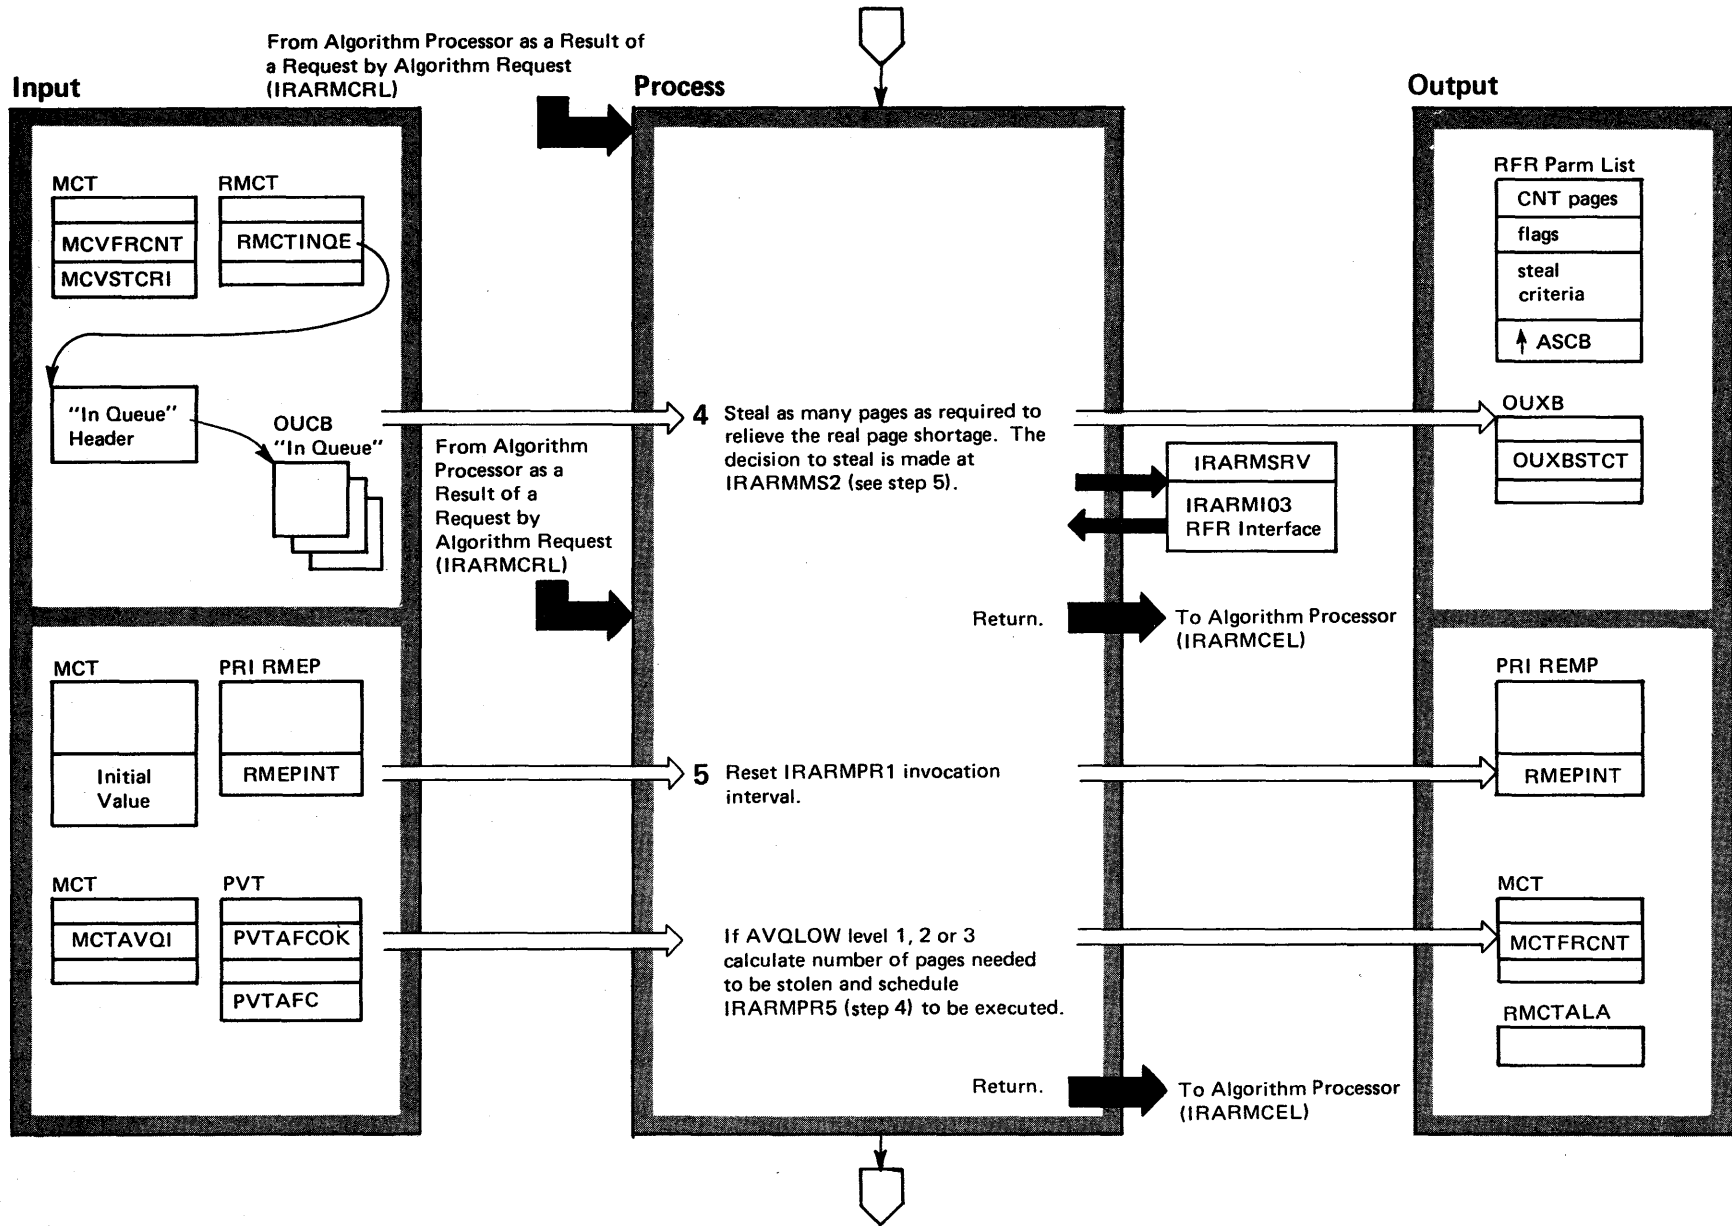 From Algorithm Processor as a Result of
a Request by Algorithm Request
(IRARMCRL)
Input
Process
Output
MCT
MCVFRCNT
MCVSTCRI
RMCT
RMCTINQE
"In Queue"
Header
OUCB
"In Queue"
From Algorithm
Processor as a
Result of a
Request by
Algorithm Request
(IRARMCRL)
4 Steal as many pages as required to
relieve the real page shortage. The
decision to steal is made at
IRARMMS2 (see step 5).
IRARMSRV
IRARMI03
RFR Interface
Return.
To Algorithm Processor
(IRARMCEL)
RFR Parm List
CNT pages
flags
steal
criteria
ASCB
OUXB
OUXBSTCT
MCT
Initial
Value
PRI RMEP
RMEPINT
5 Reset IRARMPR1 invocation
interval.
PRI REMP
RMEPINT
MCT
MCTAVQI
PVT
PVTAFCOK
PVTAFC
If AVQLOW level 1, 2 or 3
calculate number of pages needed
to be stolen and schedule
IRARMPR5 (step 4) to be executed.
MCT
MCTFRCNT
RMCTALA
Return.
To Algorithm Processor
(IRARMCEL)